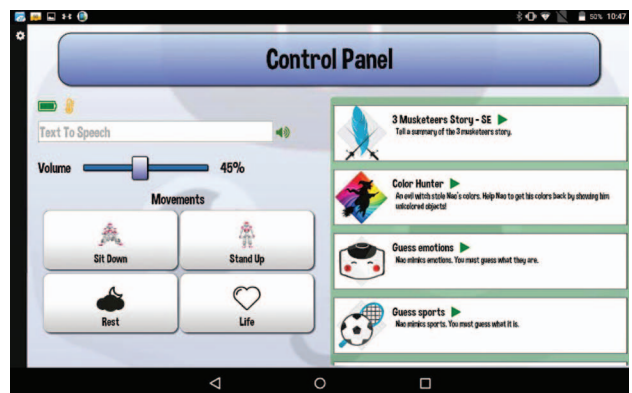 50% 10:47
Control Panel
Text To Speech
Volume 45%
Movements
Sit Down
Stand Up
Rest
Life
3 Musketeers Story - SE
Tell a summary of the 3 musketeers story.
Color Hunter
An evil witch stole Nao's colors. Help Nao to get his colors back by showing him
unicolored objects!
Guess emotions
Nao mimics emotions. You must guess what they are.
Guess sports
Nao mimics sports. You must guess what it is.